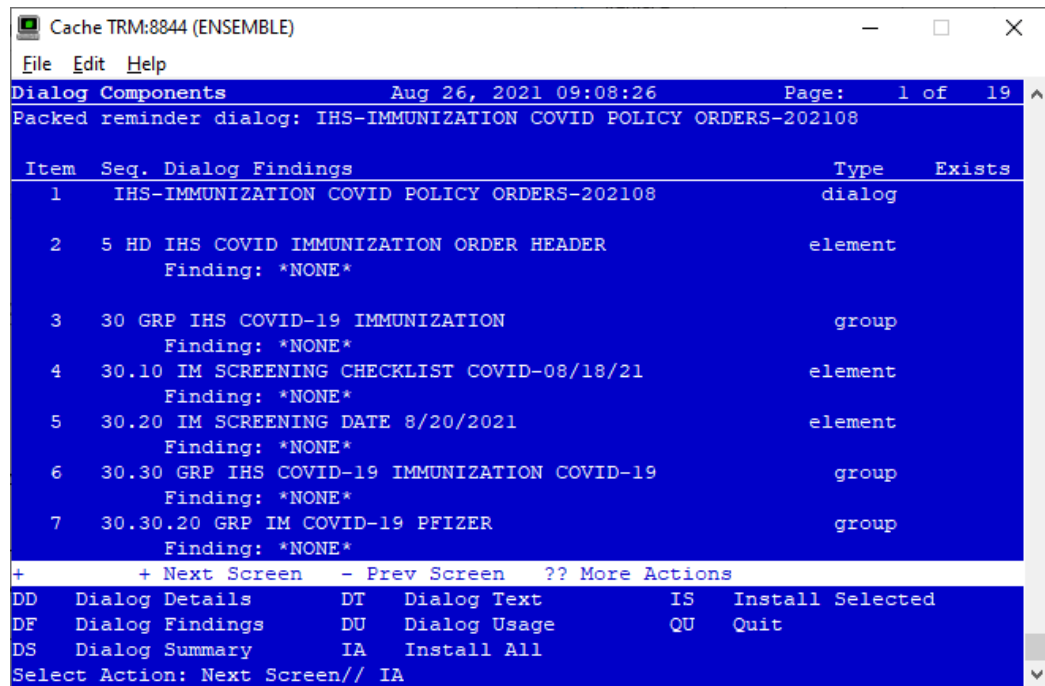 Cache TRM:8844 (ENSEMBLE)
File Edit Help
Dialog Components Aug 26, 2021 09:08:26 Page: 1 of 19
Packed reminder dialog: IHS-IMMUNIZATION COVID POLICY ORDERS-202108
Item Seq. Dialog Findings Type Exists
1 IHS-IMMUNIZATION COVID POLICY ORDERS-202108 dialog
2 5 HD IHS COVID IMMUNIZATION ORDER HEADER element
Finding: *NONE*
3 30 GRP IHS COVID-19 IMMUNIZATION group
Finding: *NONE*
4 30.10 IM SCREENING CHECKLIST COVID-08/18/21 element
Finding: *NONE*
5 30.20 IM SCREENING DATE 8/20/2021 element
Finding: *NONE*
6 30.30 GRP IHS COVID-19 IMMUNIZATION COVID-19 group
Finding: *NONE*
7 30.30.20 GRP IM COVID-19 PFIZER group
Finding: *NONE*
+ + Next Screen - Prev Screen ?? More Actions
DD Dialog Details DT Dialog Text IS Install Selected
DF Dialog Findings DU Dialog Usage QU Quit
DS Dialog Summary IA Install All
Select Action: Next Screen// IA